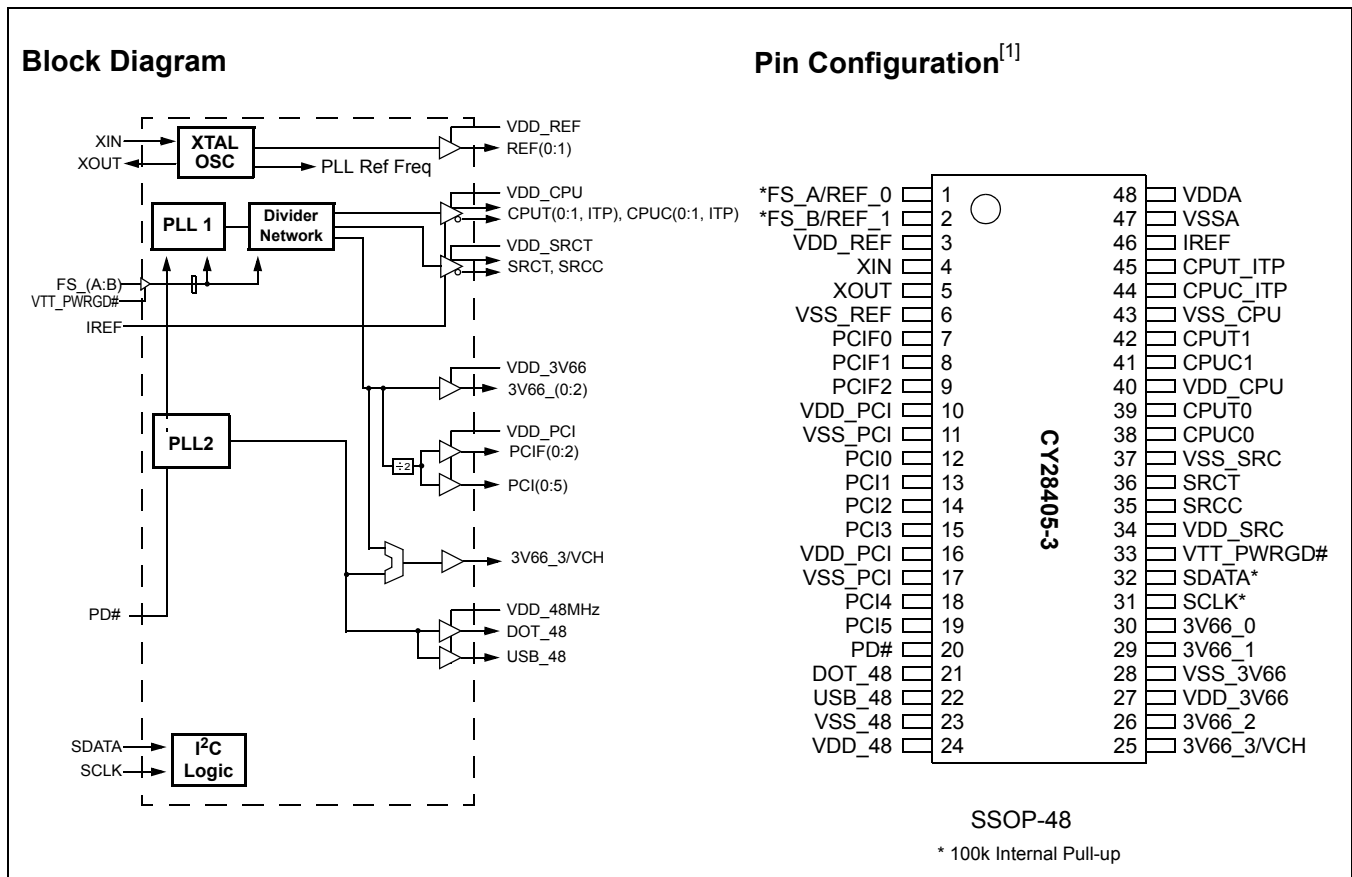 Block Diagram
XIN
XOUT
XTAL
OSC
VDD_REF
REF(0:1)
PLL Ref Freq
PLL 1
Divider
Network
VDD_CPU
CPUT(0:1, ITP), CPUC(0:1, ITP)
VDD_SRCT
SRCT, SRCC
FS_(A:B)
VTT_PWRGD#
IREF
VDD_3V66
3V66_(0:2)
PLL2
VDD_PCI
PCIF(0:2)
÷2
PCI(0:5)
3V66_3/VCH
PD#
VDD_48MHz
DOT_48
USB_48
SDATA
SCLK
I2C
Logic
Pin Configuration[1]
*FS_A/REF_0 1 48 VDDA
*FS_B/REF_1 2 47 VSSA
VDD_REF 3 46 IREF
XIN 4 45 CPUT_ITP
XOUT 5 44 CPUC_ITP
VSS_REF 6 43 VSS_CPU
PCIF0 7 42 CPUT1
PCIF1 8 41 CPUC1
PCIF2 9 40 VDD_CPU
VDD_PCI 10 39 CPUT0
VSS_PCI 11 38 CPUC0
PCI0 12 37 VSS_SRC
PCI1 13 36 SRCT
PCI2 14 35 SRCC
PCI3 15 34 VDD_SRC
VDD_PCI 16 33 VTT_PWRGD#
VSS_PCI 17 32 SDATA*
PCI4 18 31 SCLK*
PCI5 19 30 3V66_0
PD# 20 29 3V66_1
DOT_48 21 28 VSS_3V66
USB_48 22 27 VDD_3V66
VSS_48 23 26 3V66_2
VDD_48 24 25 3V66_3/VCH
CY28405-3
SSOP-48
* 100k Internal Pull-up